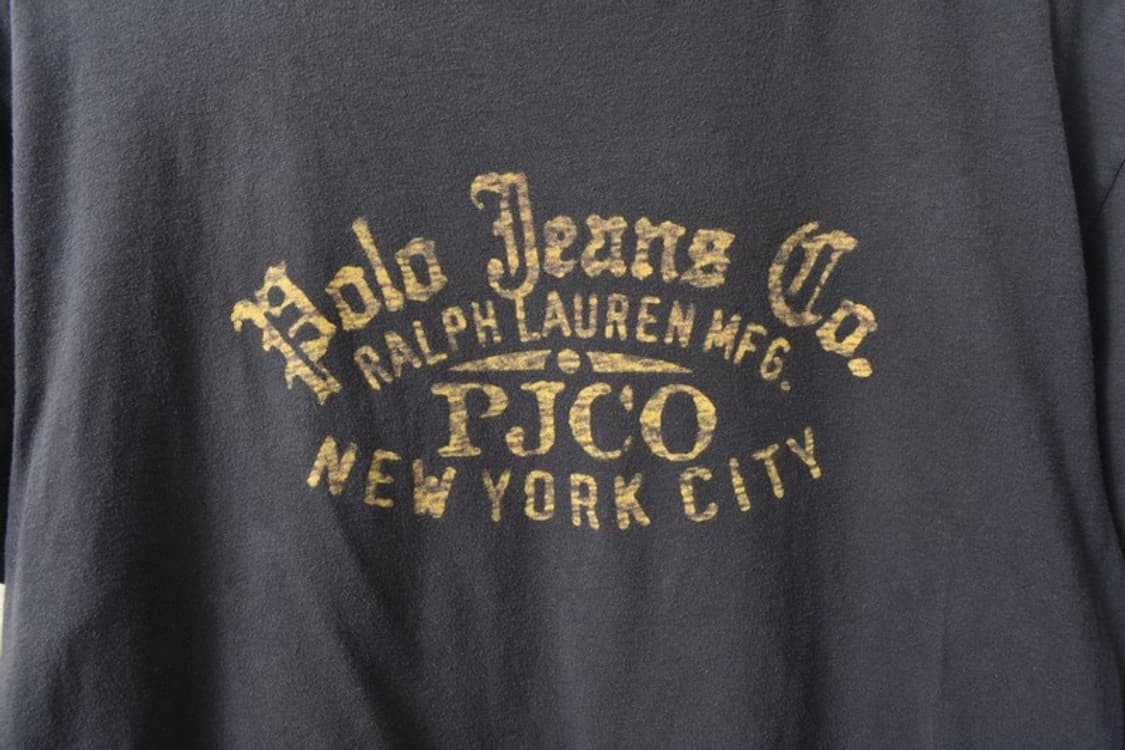 Polo Jeans Co.
RALPH LAUREN MFG.
PJCO
NEW YORK CITY